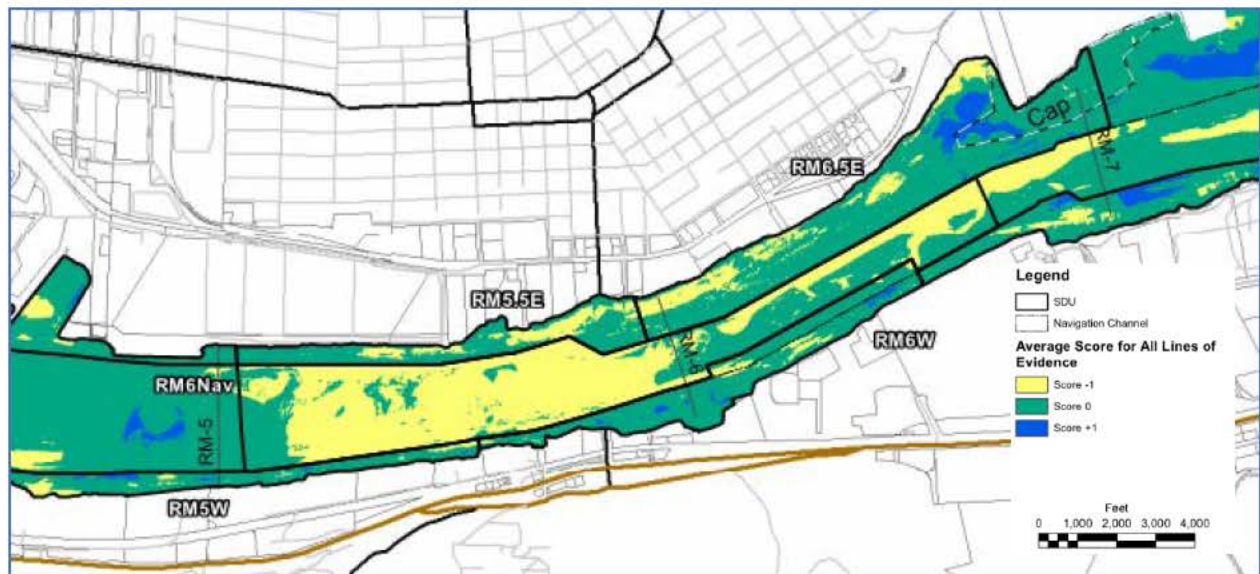 Cap
RM-7
RM6.5E
RM5.5E
RM-6
RM6W
RM6Nav
RM-5
RM5W
Legend
SDU
Navigation Channel
Average Score for All Lines of
Evidence
Score -1
Score 0
Score +1
Feet
0 1,000 2,000 3,000 4,000